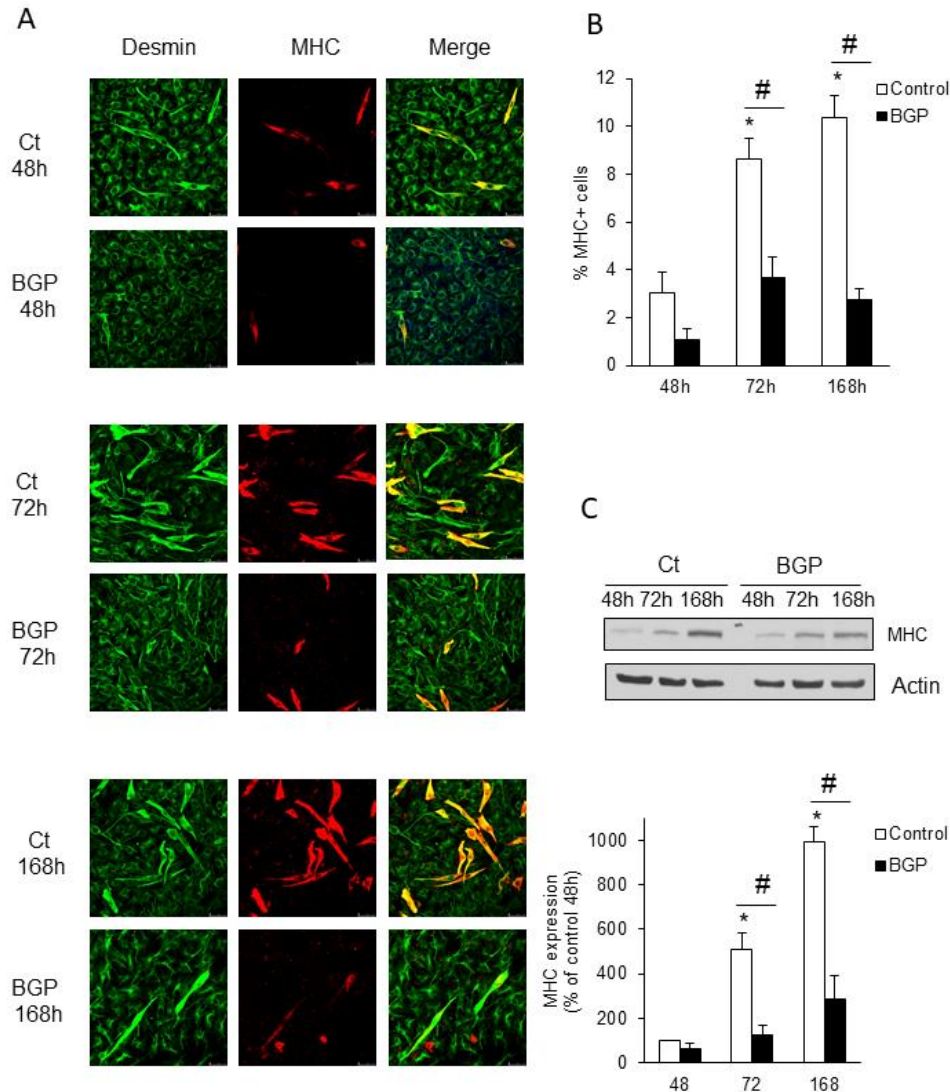 A
Desmin MHC Merge
Ct
48h
BGP
48h
Ct
72h
BGP
72h
Ct
168h
BGP
168h
B
#
#
*
*
Control
BGP
12
10
8
6
4
2
0
% MHC+ cells
48h 72h 168h
C
Ct BGP
48h 72h 168h 48h 72h 168h
MHC
Actin
#
#
*
*
Control
BGP
1000
800
600
400
200
0
MHC expression
(% of control 48h)
48 72 168